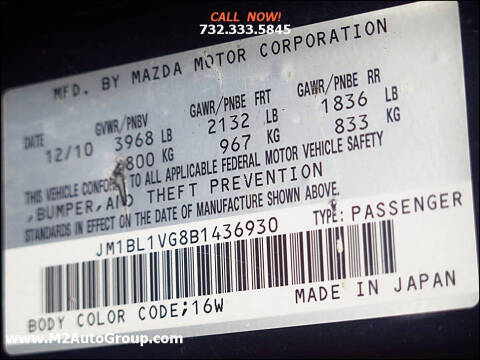 CALL NOW!
732.333.5845
MFD. BY MAZDA MOTOR CORPORATION
DATE GVWR/PNBV GAWR/PNBE FRT GAWR/PNBE RR
12/10 3968 LB 2132 LB 1836 LB
1800 KG 967 KG 833 KG
THIS VEHICLE CONFORMS TO ALL APPLICABLE FEDERAL MOTOR VEHICLE SAFETY
,BUMPER,AND THEFT PREVENTION
STANDARDS IN EFFECT ON THE DATE OF MANUFACTURE SHOWN ABOVE.
JM1BL1VG8B1436930 TYPE: PASSENGER
BODY COLOR CODE;16W MADE IN JAPAN
www.M2AutoGroup.com